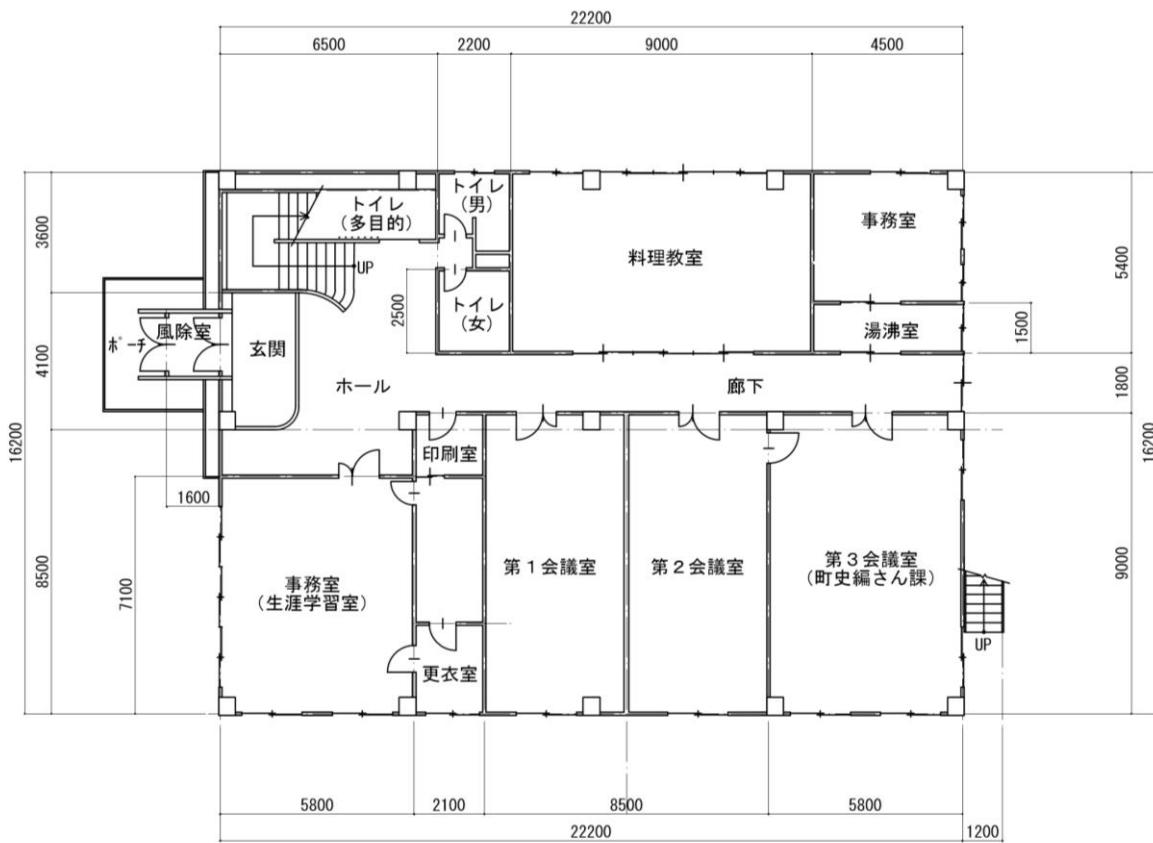 22200
6500
2200
9000
4500
トイレ
(男)
トイレ
(多目的)
事務室
料理教室
3600
5400
UP
2500
トイレ
(女)
1500
湯沸室
ポーチ
風除室
玄関
4100
ホール
廊下
1800
16200
16200
印刷室
1600
8500
7100
9000
第1会議室
第2会議室
第3会議室
(町史編さん課)
事務室
(生涯学習室)
UP
更衣室
5800
2100
8500
5800
22200
1200